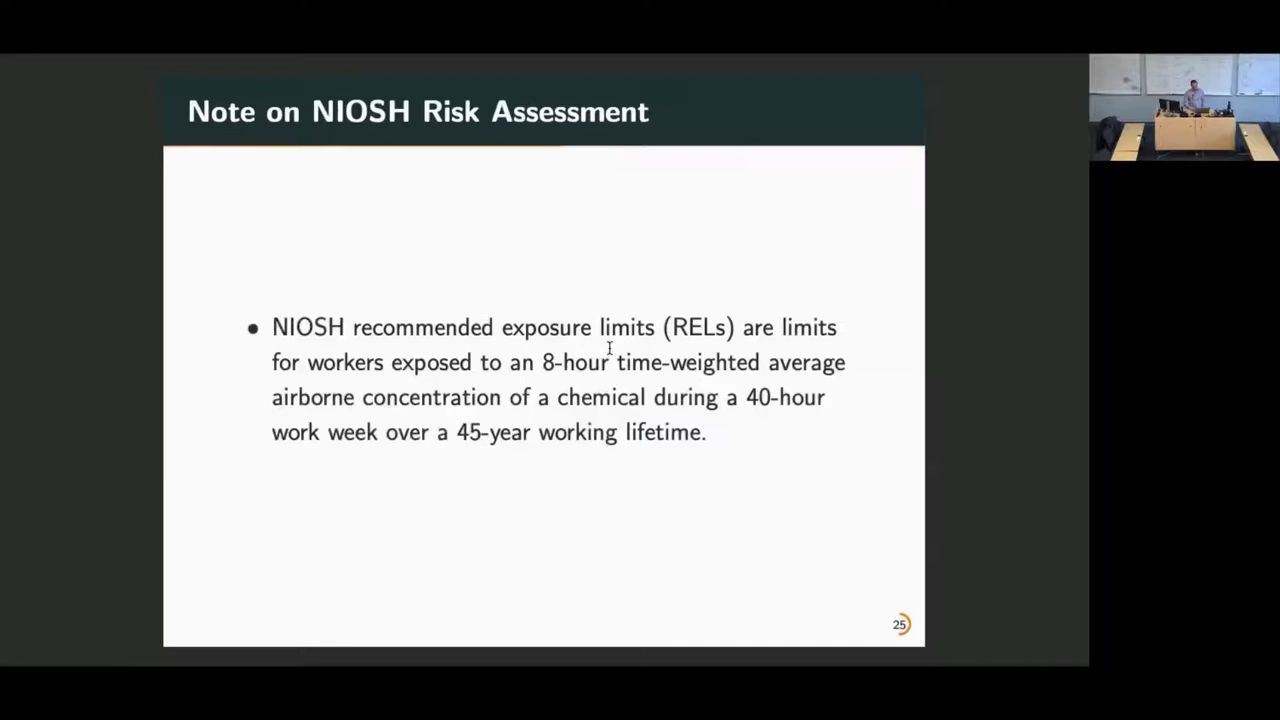 Note on NIOSH Risk Assessment
• NIOSH recommended exposure limits (RELs) are limits
for workers exposed to an 8-hour time-weighted average
airborne concentration of a chemical during a 40-hour
work week over a 45-year working lifetime.
25